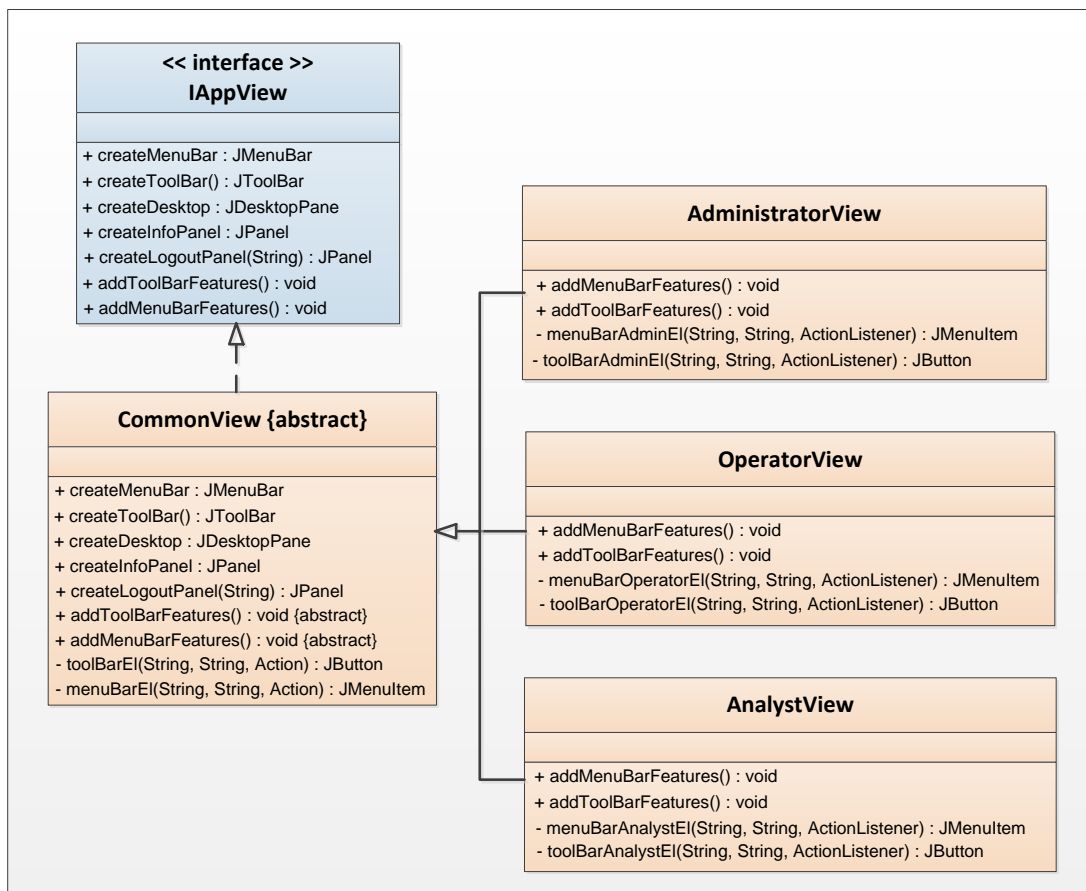 << interface >>
IAppView
+ createMenuBar : JMenuBar
+ createToolBar() : JToolBar
+ createDesktop : JDesktopPane
+ createInfoPanel : JPanel
+ createLogoutPanel(String) : JPanel
+ addToolBarFeatures() : void
+ addMenuBarFeatures() : void
CommonView {abstract}
+ createMenuBar : JMenuBar
+ createToolBar() : JToolBar
+ createDesktop : JDesktopPane
+ createInfoPanel : JPanel
+ createLogoutPanel(String) : JPanel
+ addToolBarFeatures() : void {abstract}
+ addMenuBarFeatures() : void {abstract}
- toolBarEl(String, String, Action) : JButton
- menuBarEl(String, String, Action) : JMenuItem
AdministratorView
+ addMenuBarFeatures() : void
+ addToolBarFeatures() : void
- menuBarAdminEl(String, String, ActionListener) : JMenuItem
- toolBarAdminEl(String, String, ActionListener) : JButton
OperatorView
+ addMenuBarFeatures() : void
+ addToolBarFeatures() : void
- menuBarOperatorEl(String, String, ActionListener) : JMenuItem
- toolBarOperatorEl(String, String, ActionListener) : JButton
AnalystView
+ addMenuBarFeatures() : void
+ addToolBarFeatures() : void
- menuBarAnalystEl(String, String, ActionListener) : JMenuItem
- toolBarAnalystEl(String, String, ActionListener) : JButton